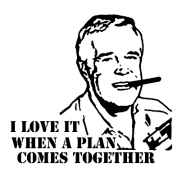 I LOVE IT
WHEN A PLAN
COMES TOGETHER